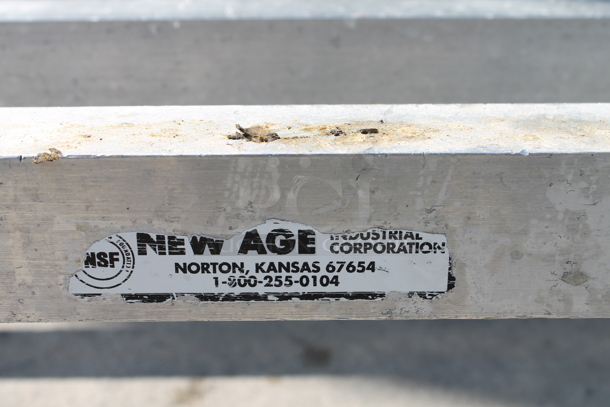 NSF
NEW AGE INDUSTRIAL
CORPORATION
NORTON, KANSAS 67654
1-800-255-0104